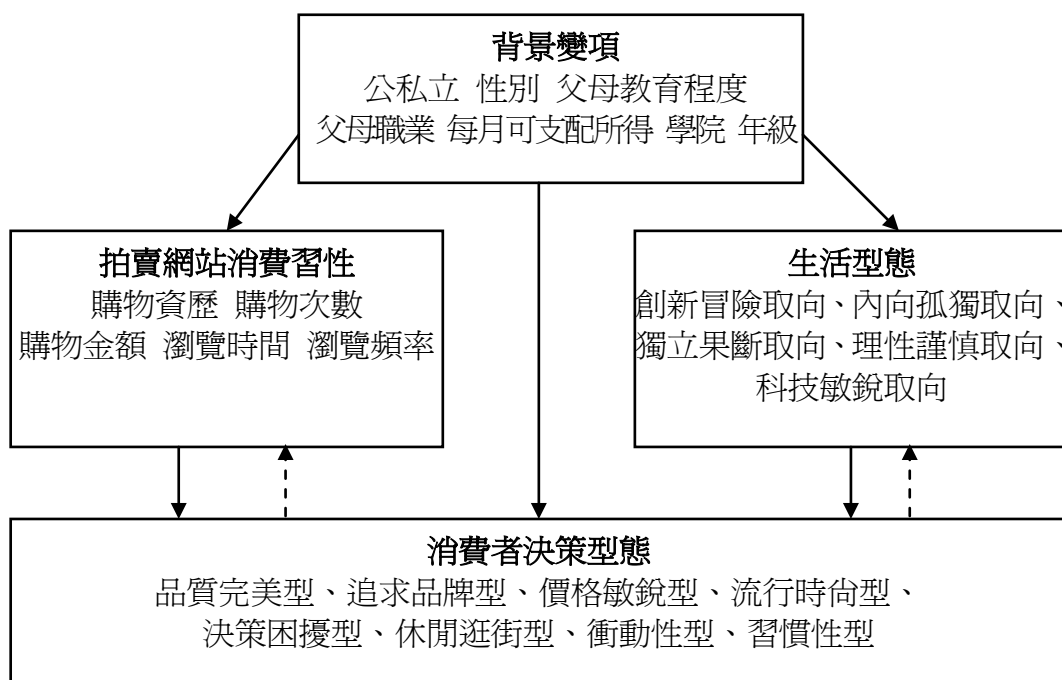 背景變項
公私立 性別 父母教育程度
父母職業 每月可支配所得 學院 年級
拍賣網站消費習性
購物資歷 購物次數
購物金額 瀏覽時間 瀏覽頻率
生活型態
創新冒險取向、內向孤獨取向、
獨立果斷取向、理性謹慎取向、
科技敏銳取向
消費者決策型態
品質完美型、追求品牌型、價格敏銳型、流行時尚型、
決策困擾型、休閒逛街型、衝動性型、習慣性型